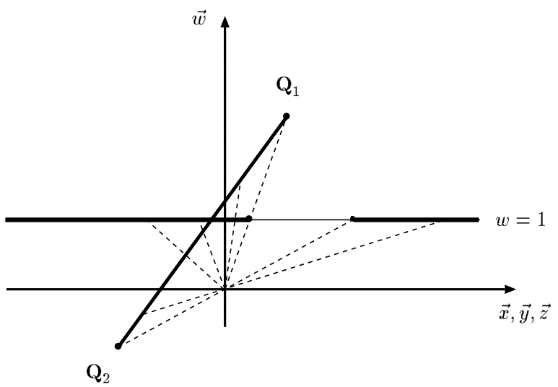 w⃗
Q₁
w = 1
x⃗, y⃗, z⃗
Q₂